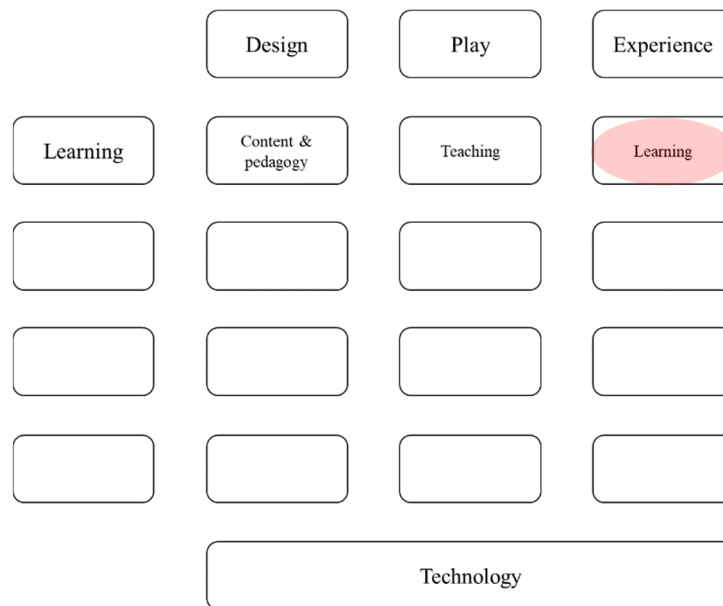 Design
Play
Experience
Learning
Content &
pedagogy
Teaching
Learning
Technology